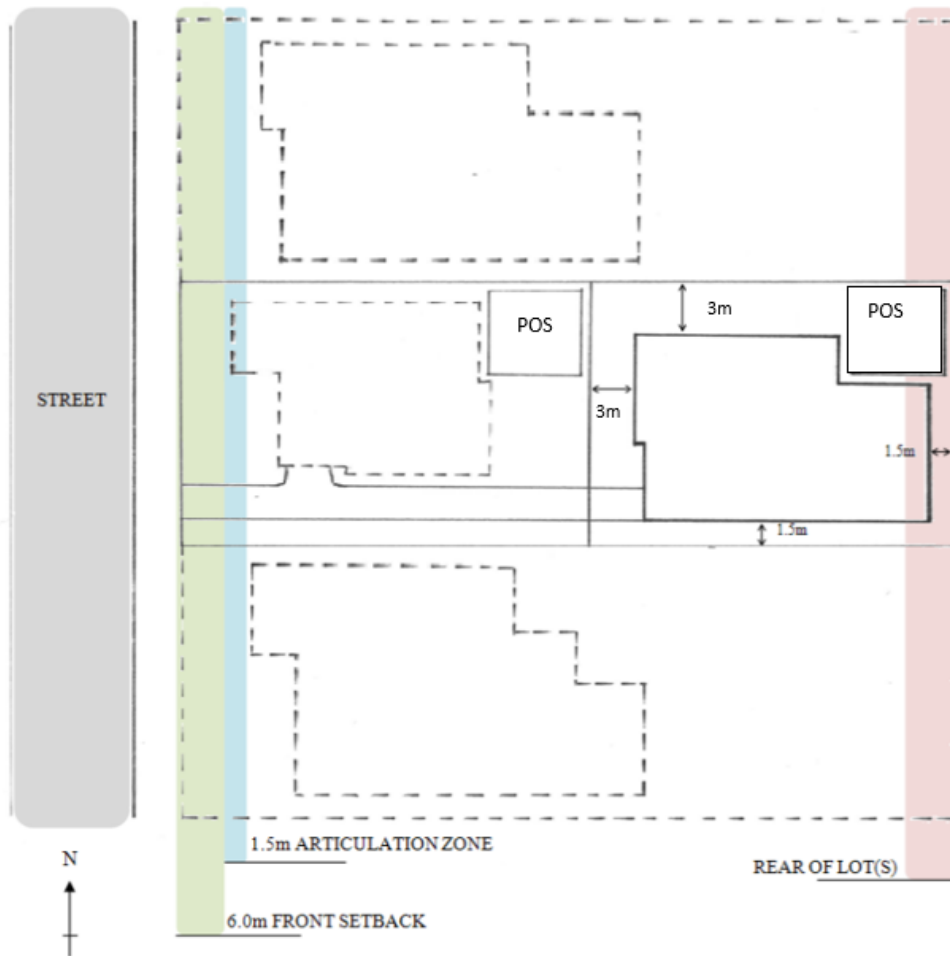 POS
POS
3m
STREET
3m
1.5m
1.5m
1.5m ARTICULATION ZONE
N
REAR OF LOT(S)
6.0m FRONT SETBACK